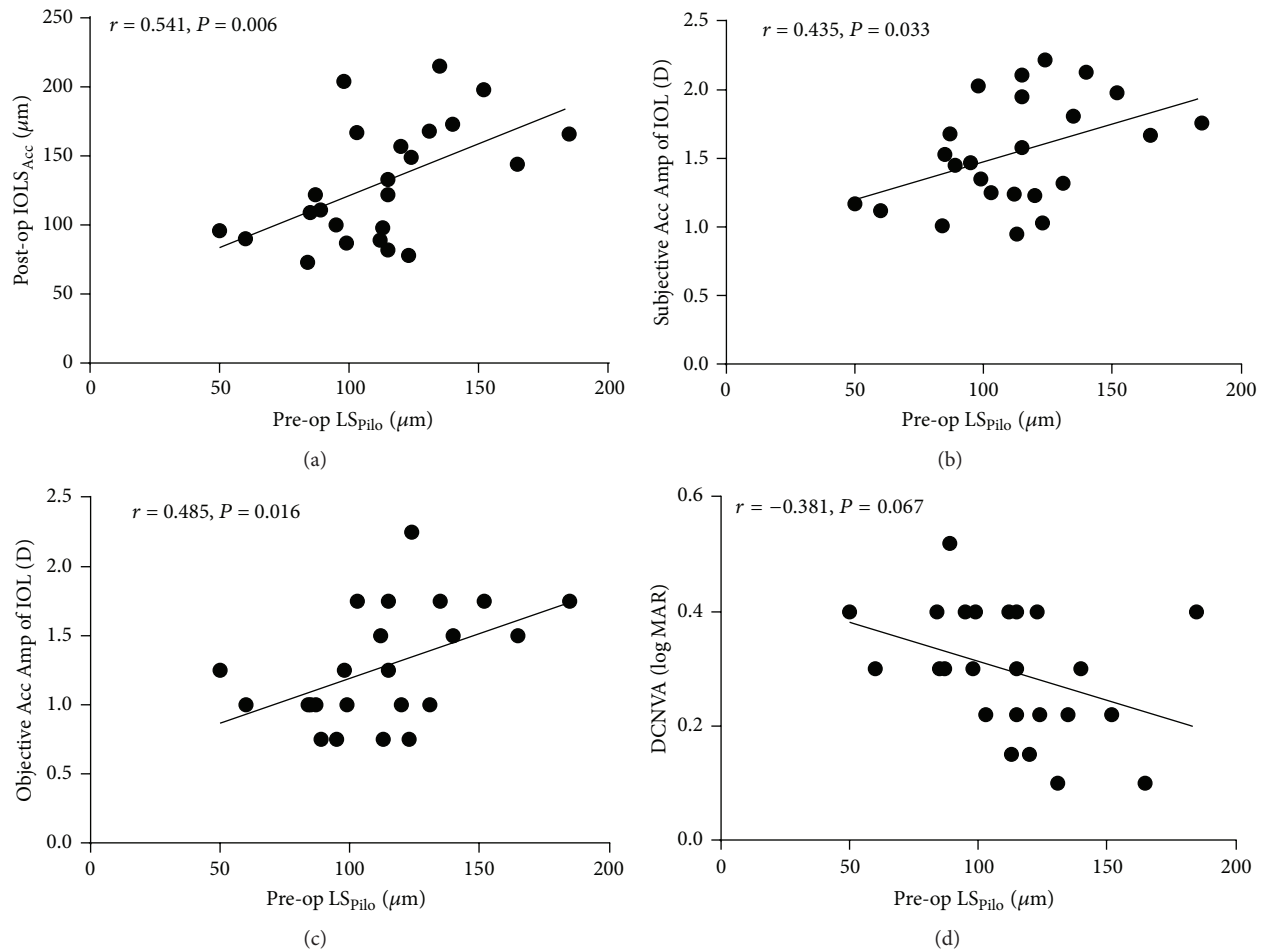 r = 0.541, P = 0.006
250
200
150
100
50
0
Post-op IOLS_Acc (μm)
0 50 100 150 200
Pre-op LS_Pilo (μm)
(a)
r = 0.435, P = 0.033
2.5
2.0
1.5
1.0
0.5
0.0
Subjective Acc Amp of IOL (D)
0 50 100 150 200
Pre-op LS_Pilo (μm)
(b)
r = 0.485, P = 0.016
2.5
2.0
1.5
1.0
0.5
0.0
Objective Acc Amp of IOL (D)
0 50 100 150 200
Pre-op LS_Pilo (μm)
(c)
r = −0.381, P = 0.067
0.6
0.4
0.2
0.0
DCNVA (log MAR)
0 50 100 150 200
Pre-op LS_Pilo (μm)
(d)